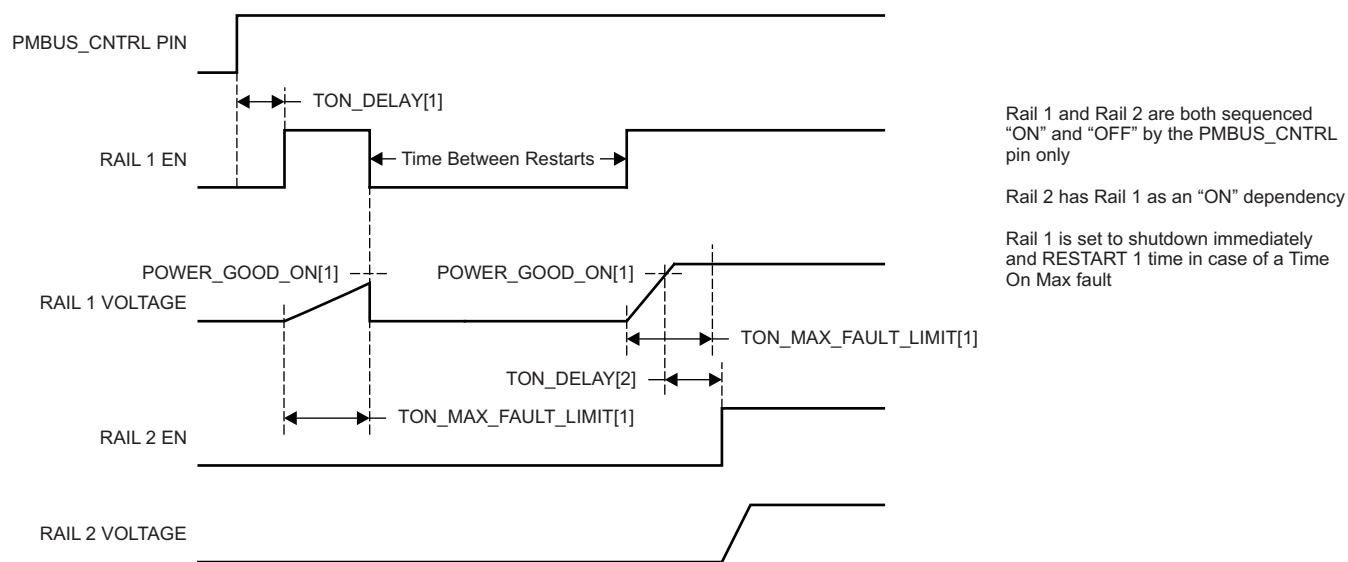 PMBUS_CNTRL PIN
TON_DELAY[1]
RAIL 1 EN
Time Between Restarts
POWER_GOOD_ON[1]
POWER_GOOD_ON[1]
RAIL 1 VOLTAGE
TON_MAX_FAULT_LIMIT[1]
TON_DELAY[2]
TON_MAX_FAULT_LIMIT[1]
RAIL 2 EN
RAIL 2 VOLTAGE
Rail 1 and Rail 2 are both sequenced
“ON” and “OFF” by the PMBUS_CNTRL
pin only
Rail 2 has Rail 1 as an “ON” dependency
Rail 1 is set to shutdown immediately
and RESTART 1 time in case of a Time
On Max fault